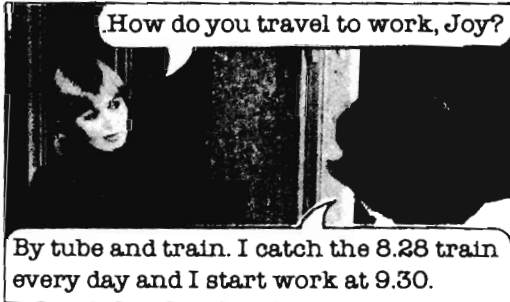 How do you travel to work, Joy?
By tube and train. I catch the 8.28 train
every day and I start work at 9.30.